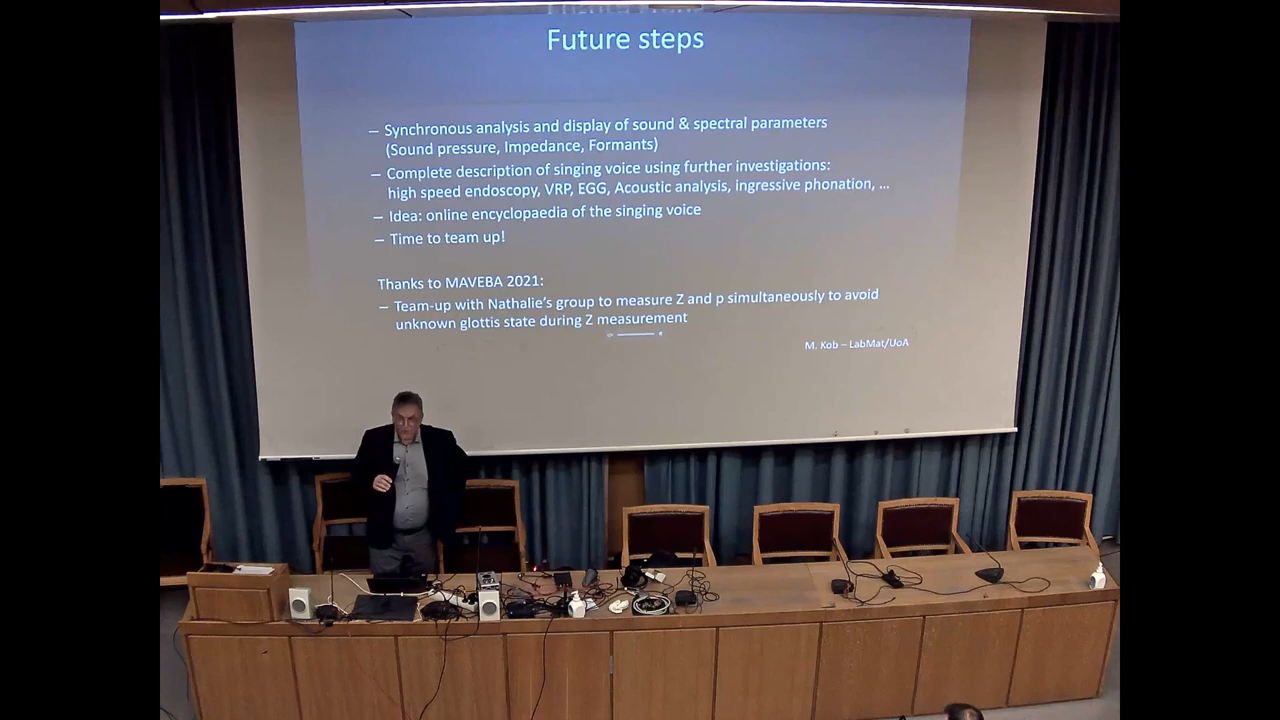 Future steps
– Synchronous analysis and display of sound & spectral parameters
(Sound pressure, Impedance, Formants)
– Complete description of singing voice using further investigations:
high speed endoscopy, VRP, EGG, Acoustic analysis, ingressive phonation, ...
– Idea: online encyclopaedia of the singing voice
– Time to team up!
Thanks to MAVEBA 2021:
– Team-up with Nathalie's group to measure Z and p simultaneously to avoid
unknown glottis state during Z measurement
M. Kob – LabMat/UoA